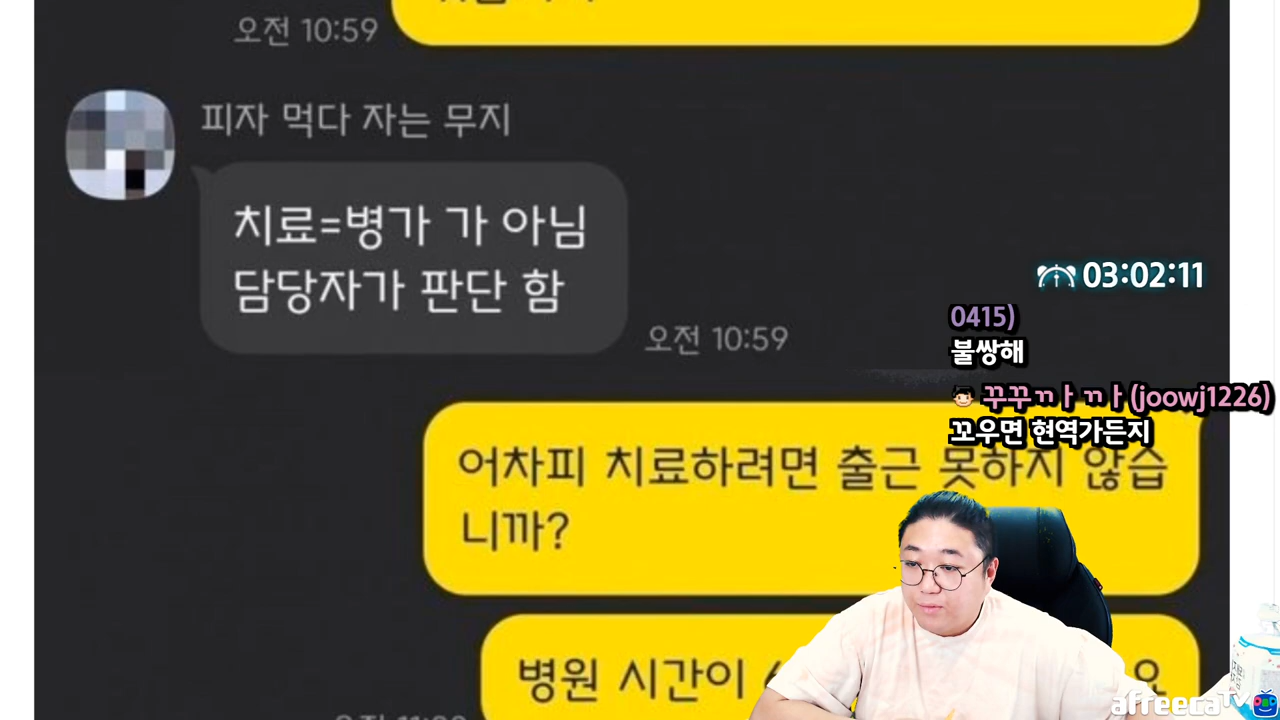 오전 10:59
피자 먹다 자는 무지
치료=병가 가 아님
담당자가 판단 함
오전 10:59
03:02:11
0415)
불쌍해
꾸꾸ㄲㅏㄲㅏ(joowj1226)
꼬우면 현역가든지
어차피 치료하려면 출근 못하지 않습
니까?
병원 시간이
요
afreecaTV